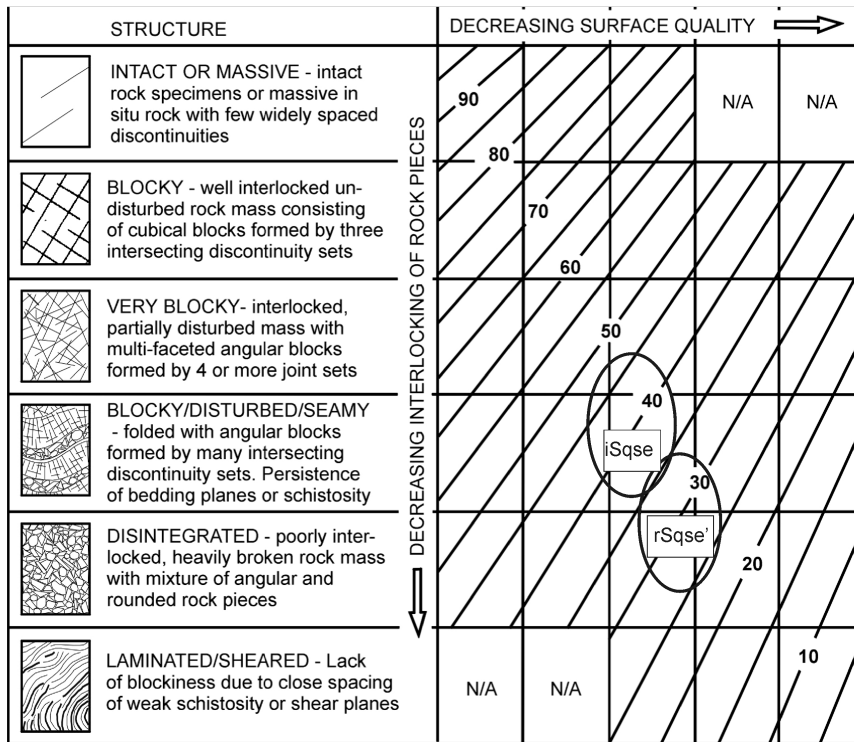 STRUCTURE
DECREASING SURFACE QUALITY
DECREASING INTERLOCKING OF ROCK PIECES
INTACT OR MASSIVE - intact
rock specimens or massive in
situ rock with few widely spaced
discontinuities
90
N/A
N/A
80
BLOCKY - well interlocked un-
disturbed rock mass consisting
of cubical blocks formed by three
intersecting discontinuity sets
70
60
VERY BLOCKY- interlocked,
partially disturbed mass with
multi-faceted angular blocks
formed by 4 or more joint sets
50
BLOCKY/DISTURBED/SEAMY
- folded with angular blocks
formed by many intersecting
discontinuity sets. Persistence
of bedding planes or schistosity
40
iSqse
30
DISINTEGRATED - poorly inter-
locked, heavily broken rock mass
with mixture of angular and
rounded rock pieces
rSqse’
20
LAMINATED/SHEARED - Lack
of blockiness due to close spacing
of weak schistosity or shear planes
N/A
N/A
10